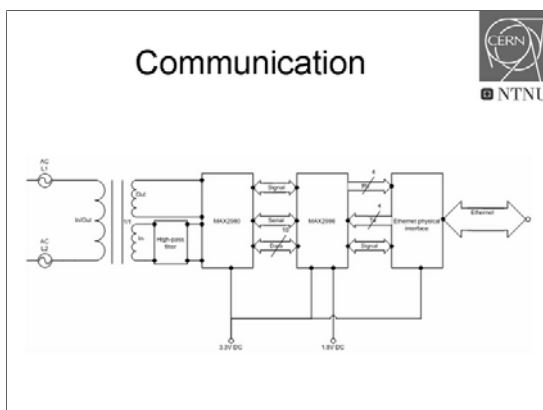 Communication
CERN
NTNU
AC
L1
Out
In/Out
1/1
In
AC
L2
High-pass
filter
MAX2980
Signal
Serial
10
Data
MAX2986
4
RX
4
TX
Signal
Ethernet physical
interface
Ethernet
3.3V DC
1.8V DC